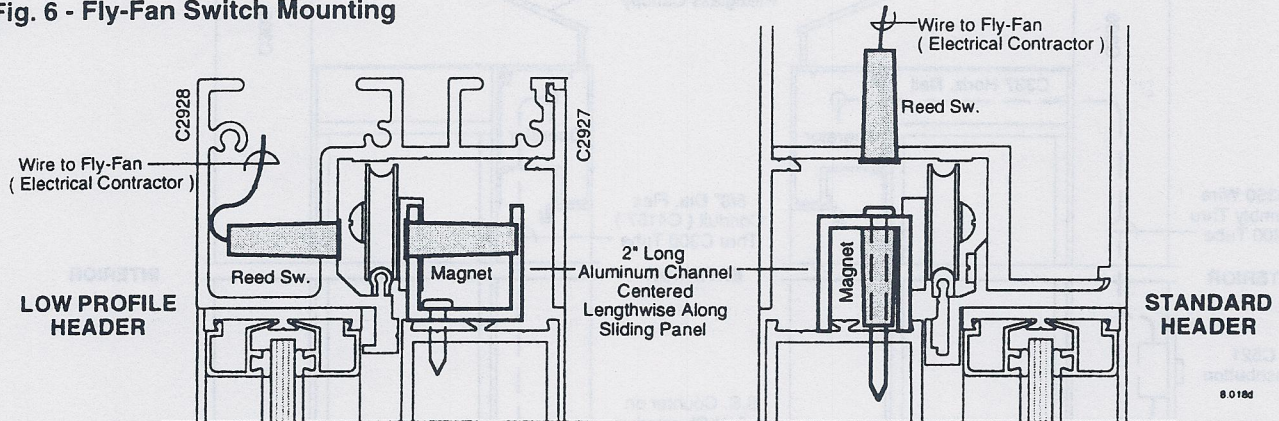 Fig. 6 - Fly-Fan Switch Mounting
C2928
Wire to Fly-Fan
( Electrical Contractor )
Reed Sw.
LOW PROFILE
HEADER
Magnet
C2927
2" Long
Aluminum Channel
Centered
Lengthwise Along
Sliding Panel
Wire to Fly-Fan
( Electrical Contractor )
Reed Sw.
Magnet
STANDARD
HEADER
8.018d